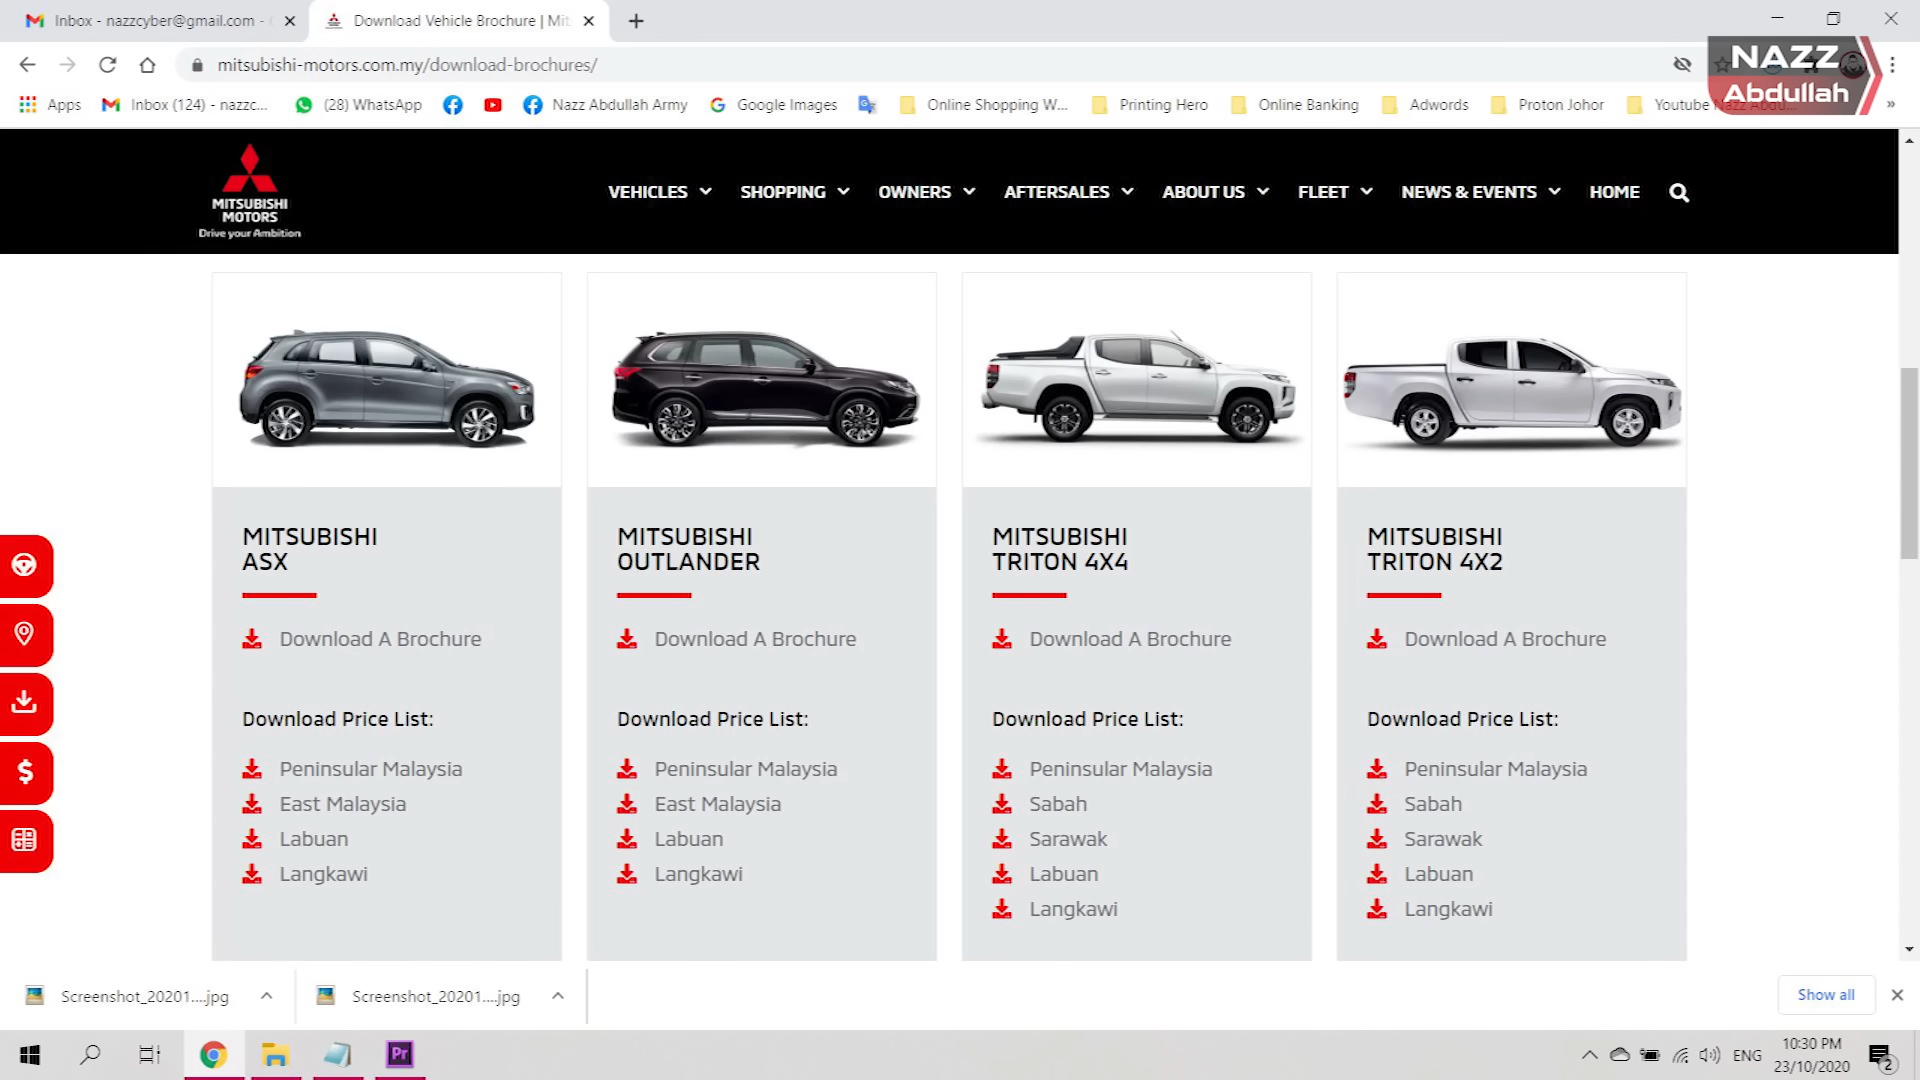 Inbox - nazzcyber@gmail.com -
Download Vehicle Brochure | Mit
mitsubishi-motors.com.my/download-brochures/
NAZZ
Abdullah
Apps
Inbox (124) - nazzc...
(28) WhatsApp
Nazz Abdullah Army
Google Images
Online Shopping W...
Printing Hero
Online Banking
Adwords
Proton Johor
Youtube Nazz Abdu...
MITSUBISHI
MOTORS
Drive your Ambition
VEHICLES
SHOPPING
OWNERS
AFTERSALES
ABOUT US
FLEET
NEWS & EVENTS
HOME
MITSUBISHI
ASX
Download A Brochure
Download Price List:
Peninsular Malaysia
East Malaysia
Labuan
Langkawi
MITSUBISHI
OUTLANDER
Download A Brochure
Download Price List:
Peninsular Malaysia
East Malaysia
Labuan
Langkawi
MITSUBISHI
TRITON 4X4
Download A Brochure
Download Price List:
Peninsular Malaysia
Sabah
Sarawak
Labuan
Langkawi
MITSUBISHI
TRITON 4X2
Download A Brochure
Download Price List:
Peninsular Malaysia
Sabah
Sarawak
Labuan
Langkawi
$
Screenshot_20201....jpg
Screenshot_20201....jpg
Show all
Pr
ENG
10:30 PM
23/10/2020
2